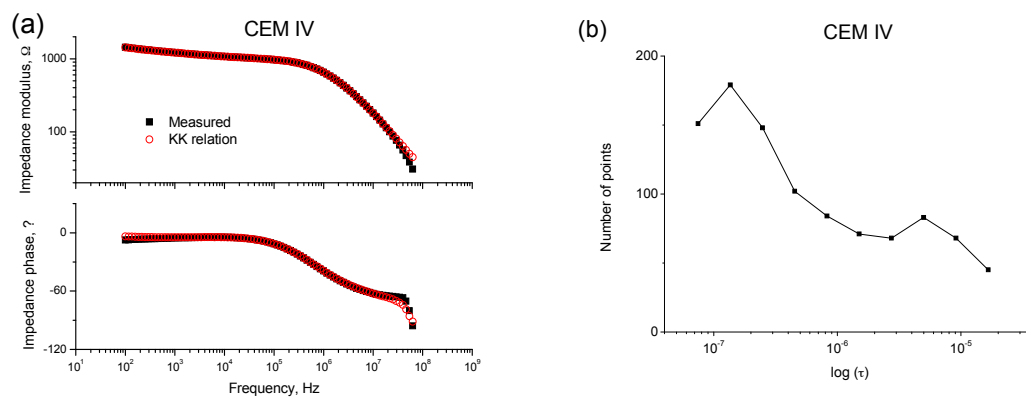 (a)
CEM IV
Impedance modulus, Ω
1000
100
Measured
KK relation
Impedance phase, ?
0
-60
-120
10¹ 10² 10³ 10⁴ 10⁵ 10⁶ 10⁷ 10⁸ 10⁹
Frequency, Hz
(b)
CEM IV
Number of points
200
100
0
10⁻⁷ 10⁻⁶ 10⁻⁵
log (τ)